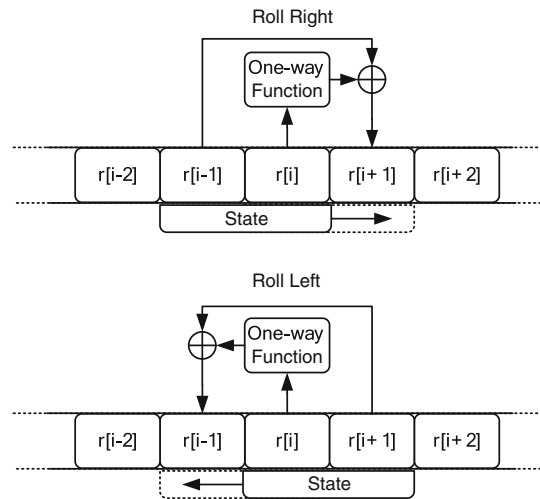 Roll Right
One-way
Function
r[i-2] r[i-1] r[i] r[i+1] r[i+2]
State
Roll Left
One-way
Function
r[i-2] r[i-1] r[i] r[i+1] r[i+2]
State